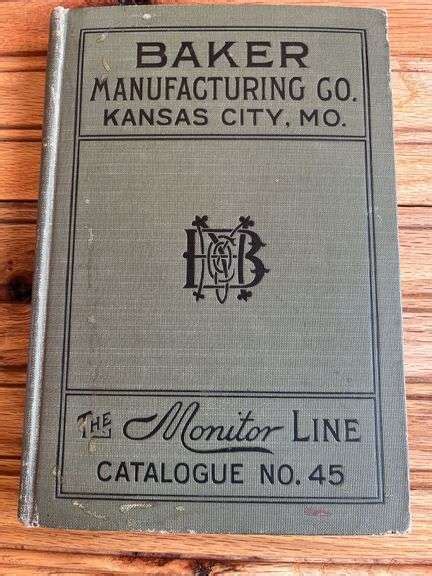 BAKER
MANUFACTURING CO.
KANSAS CITY, MO.
THE Monitor LINE
CATALOGUE NO. 45